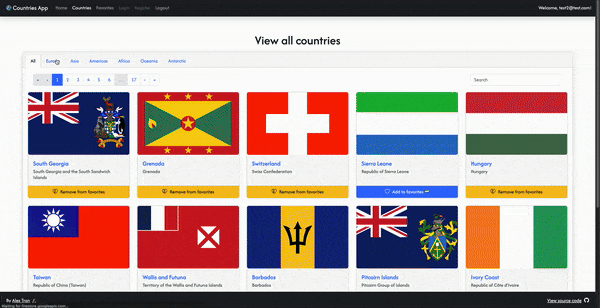 Countries App Home Countries Favorites Login Register Logout Welcome, test2@test.com!
View all countries
All Europe Asia Americas Africa Oceania Antarctic
« ‹ 1 2 3 4 5 6 ... 17 › » Search
South Georgia Grenada Switzerland Sierra Leone Hungary
South Georgia and the South Sandwich Islands Grenada Swiss Confederation Republic of Sierra Leone Hungary
Remove from favorites Remove from favorites Remove from favorites Add to favorites Remove from favorites
Taiwan Wallis and Futuna Barbados Pitcairn Islands Ivory Coast
Republic of China (Taiwan) Territory of the Wallis and Futuna Islands Barbados Pitcairn Group of Islands Republic of Côte d'Ivoire
By Alex Tran View source code
Waiting for firestore.googleapis.com...